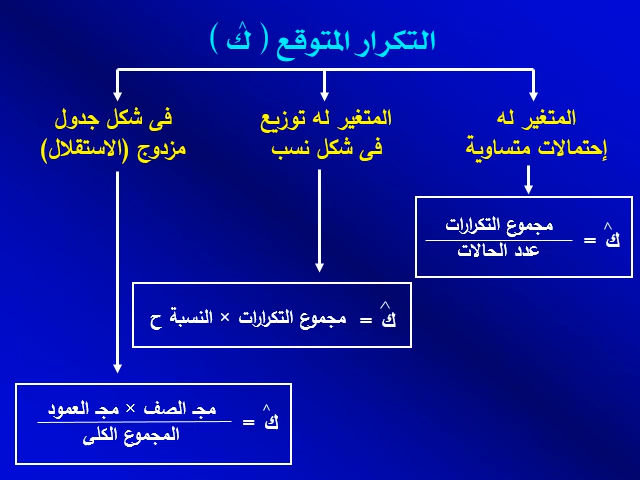 التكرار المتوقع ( ك^ )
المتغير له
إحتمالات متساوية
المتغير له توزيع
فى شكل نسب
فى شكل جدول
مزدوج (الاستقلال)
ك^ = مجموع التكرارات
عدد الحالات
ك^ = مجموع التكرارات × النسبة ح
ك^ = مجـ الصف × مجـ العمود
المجموع الكلى